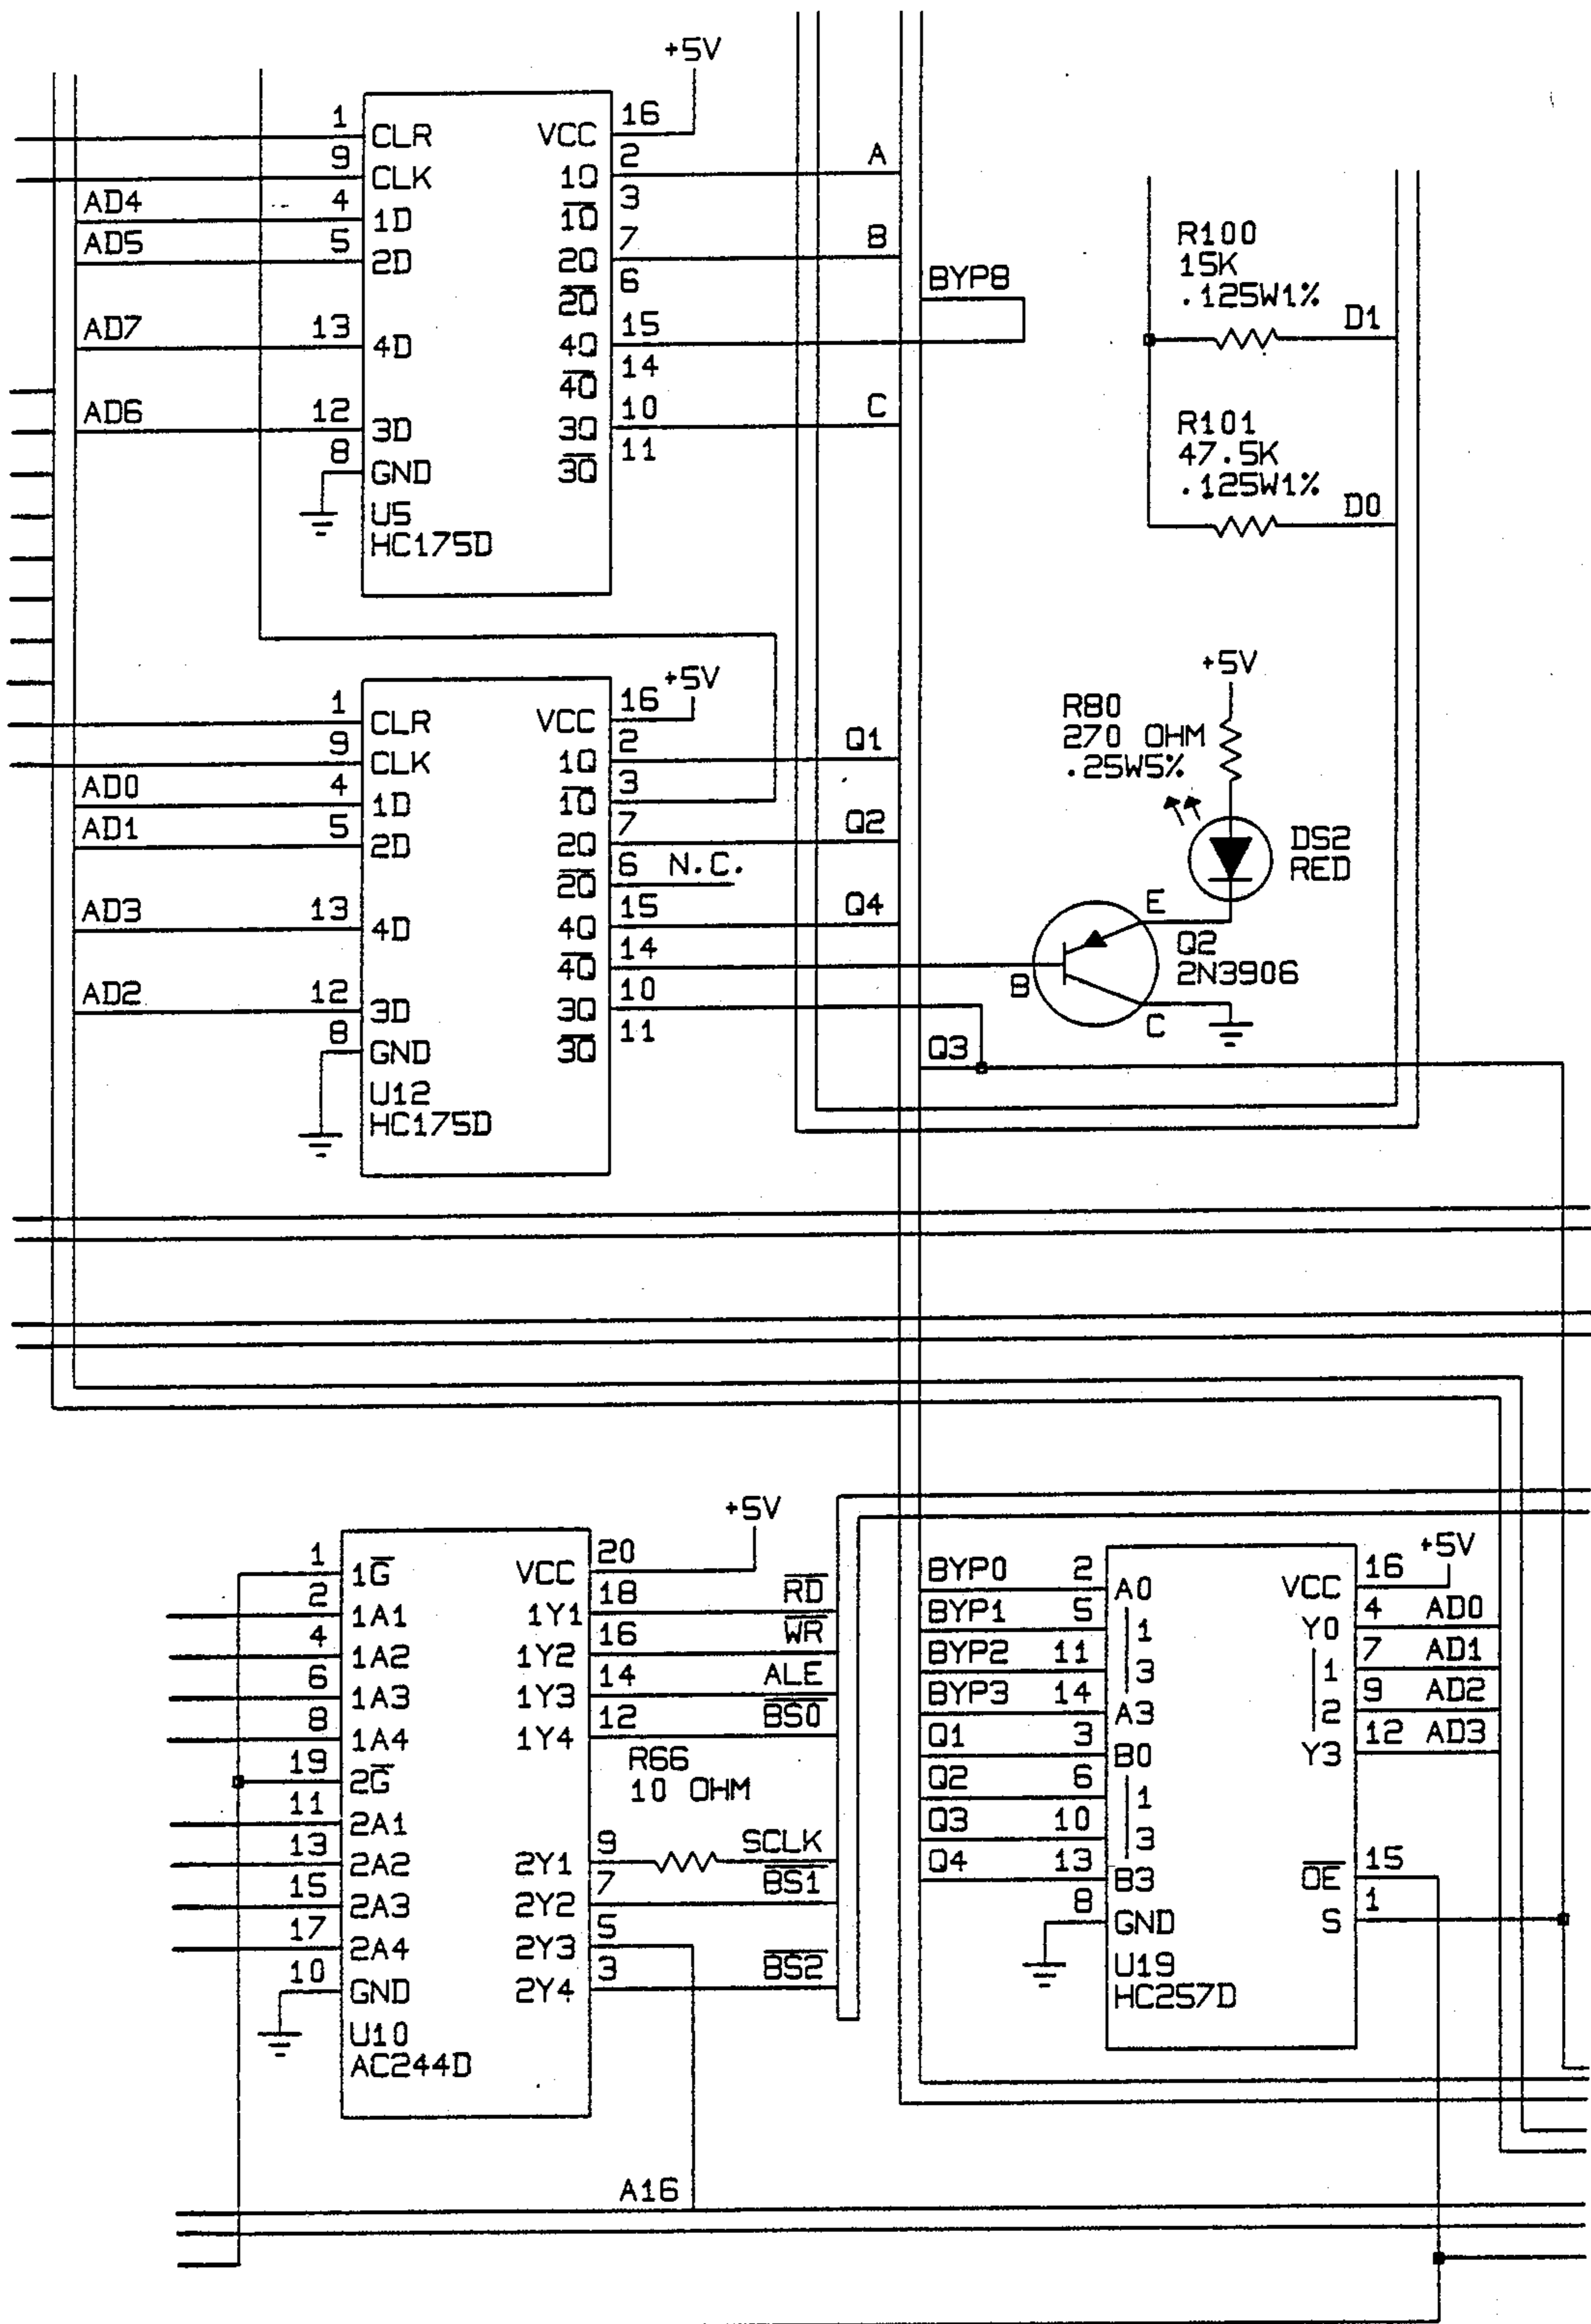 +5V
1 CLR VCC 16
9 CLK 1Q 2 A
AD4 4 1D 1Q̅ 3
AD5 5 2D 2Q 7 B
2Q̅ 6
BYP8
AD7 13 4D 4Q 15
4Q̅ 14
AD6 12 3D 3Q 10 C
8 GND 3Q̅ 11
U5
HC175D
R100
15K
.125W1%
D1
R101
47.5K
.125W1%
D0
+5V
1 CLR VCC 16
9 CLK 1Q 2 Q1
AD0 4 1D 1Q̅ 3
AD1 5 2D 2Q 7 Q2
2Q̅ 6 N.C.
AD3 13 4D 4Q 15 Q4
4Q̅ 14
AD2 12 3D 3Q 10
8 GND 3Q̅ 11
U12
HC175D
Q3
+5V
R80
270 OHM
.25W5%
DS2
RED
E
Q2
2N3906
B
C
+5V
1 1G̅ VCC 20
2 1A1 1Y1 18 R̅D̅
4 1A2 1Y2 16 W̅R̅
6 1A3 1Y3 14 ALE
8 1A4 1Y4 12 B̅S̅0̅
19 2G̅
R66
10 OHM
11 2A1
13 2A2 2Y1 9 SCLK
15 2A3 2Y2 7 B̅S̅1̅
17 2A4 2Y3 5
10 GND 2Y4 3 B̅S̅2̅
U10
AC244D
A16
+5V
BYP0 2 A0 VCC 16
BYP1 5 1 Y0 4 AD0
BYP2 11 3 1 7 AD1
BYP3 14 A3 2 9 AD2
Q1 3 B0 Y3 12 AD3
Q2 6 1
Q3 10 3
Q4 13 B3 O̅E̅ 15
8 GND S 1
U19
HC257D